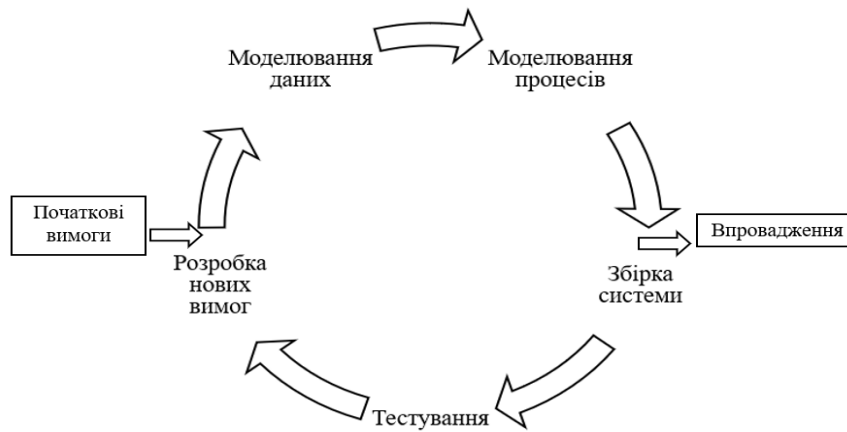 Моделювання
даних
Моделювання
процесів
Початкові
вимоги
Впровадження
Розробка
нових
вимог
Збірка
системи
Тестування